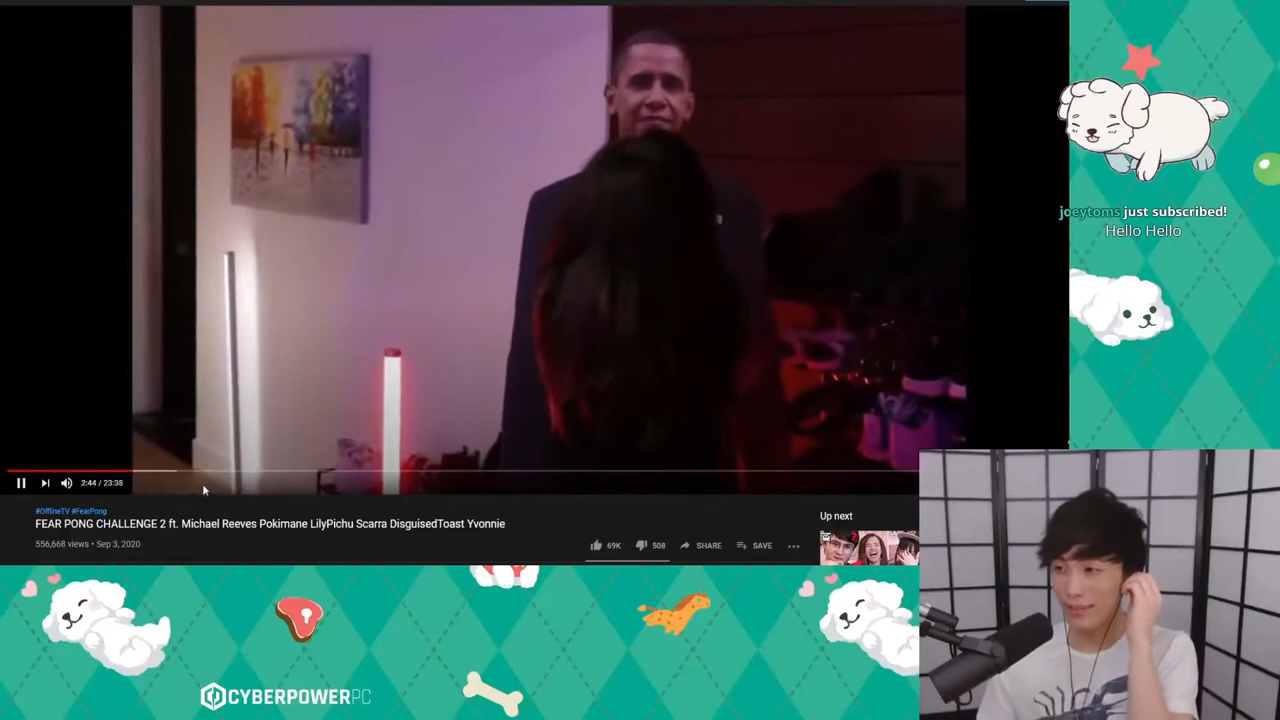 joeytoms just subscribed!
Hello Hello
2:44 / 23:38
#OfflineTV #FearPong
FEAR PONG CHALLENGE 2 ft. Michael Reeves Pokimane LilyPichu Scarra DisguisedToast Yvonnie
556,668 views • Sep 3, 2020
69K
508
SHARE
SAVE
Up next
CYBERPOWERPC